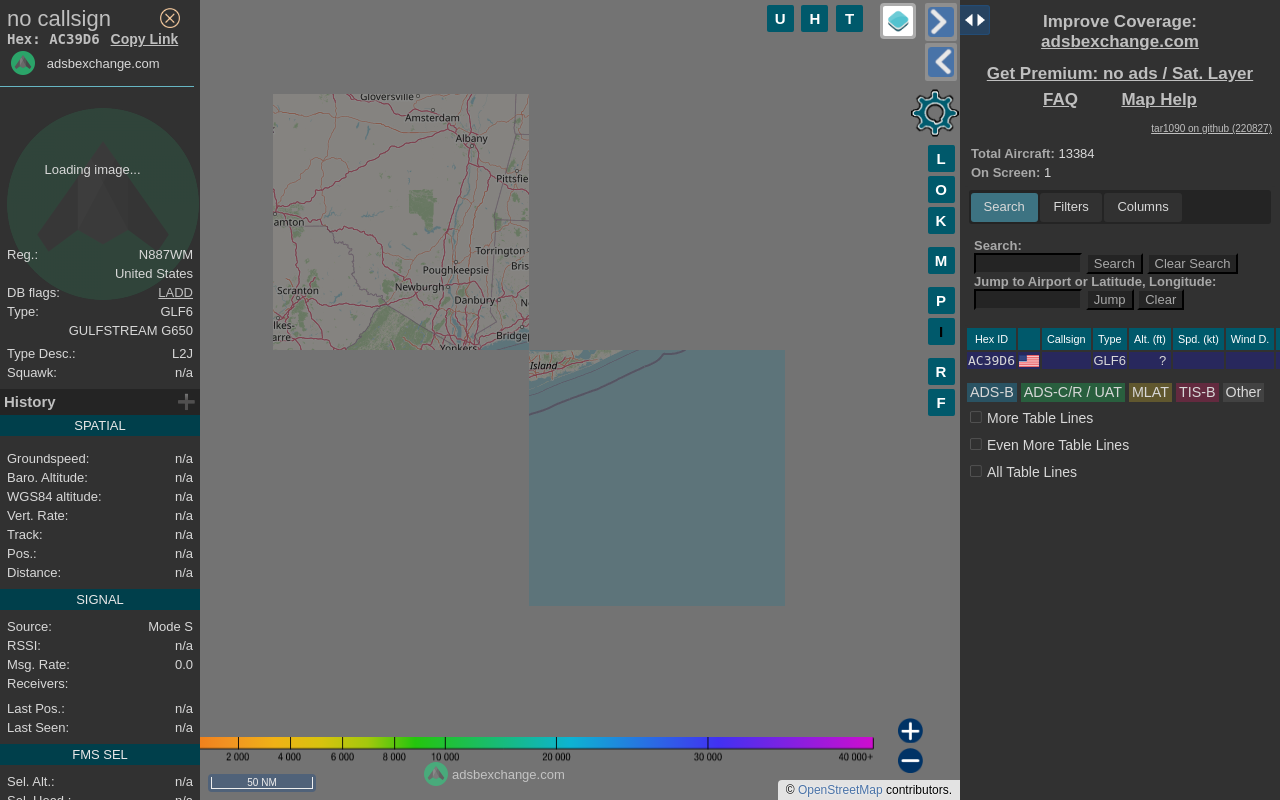 no callsign
Hex: AC39D6 Copy Link
adsbexchange.com
Loading image...
Reg.: N887WM
United States
DB flags: LADD
Type: GLF6
GULFSTREAM G650
Type Desc.: L2J
Squawk: n/a
History
SPATIAL
Groundspeed: n/a
Baro. Altitude: n/a
WGS84 altitude: n/a
Vert. Rate: n/a
Track: n/a
Pos.: n/a
Distance: n/a
SIGNAL
Source: Mode S
RSSI: n/a
Msg. Rate: 0.0
Receivers:
Last Pos.: n/a
Last Seen: n/a
FMS SEL
Sel. Alt.: n/a
Sel. Head.: n/a
U H T
L
O
K
M
P
I
R
F
Gloversville
Amsterdam
Albany
Pittsfie
amton
Torrington
Bris
Poughkeepsie
Newburgh
Scranton
Danbury
N
lkes-
arre
Bridgep
Yonkers
Island
2 000 4 000 6 000 8 000 10 000 20 000 30 000 40 000+
adsbexchange.com
50 NM
© OpenStreetMap contributors.
Improve Coverage:
adsbexchange.com
Get Premium: no ads / Sat. Layer
FAQ Map Help
tar1090 on github (220827)
Total Aircraft: 13384
On Screen: 1
Search Filters Columns
Search:
Search Clear Search
Jump to Airport or Latitude, Longitude:
Jump Clear
Hex ID Callsign Type Alt. (ft) Spd. (kt) Wind D.
AC39D6 GLF6 ?
ADS-B ADS-C/R / UAT MLAT TIS-B Other
More Table Lines
Even More Table Lines
All Table Lines